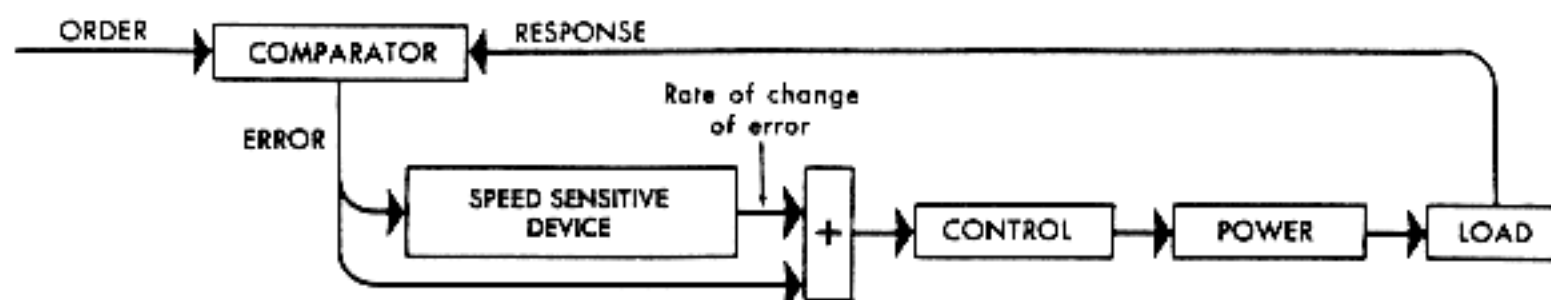 ORDER
COMPARATOR
RESPONSE
Rate of change
of error
ERROR
SPEED SENSITIVE
DEVICE
+
CONTROL
POWER
LOAD